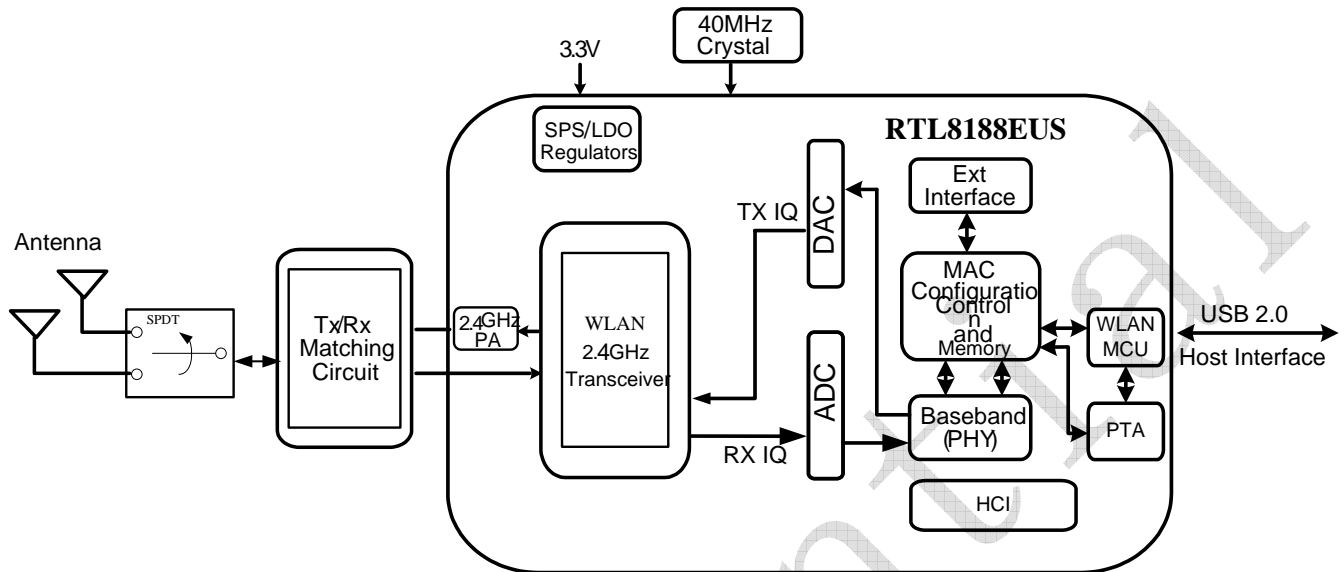 40MHz
Crystal
3.3V
SPS/LDO
Regulators
RTL8188EUS
Ext
Interface
TX IQ
DAC
Antenna
SPDT
Tx/Rx
Matching
Circuit
2.4GHz
PA
WLAN
2.4GHz
Transceiver
MAC
Configuratio
Control
n
and
Memory
WLAN
MCU
USB 2.0
Host Interface
ADC
RX IQ
Baseband
(PHY)
PTA
HCI
ntial